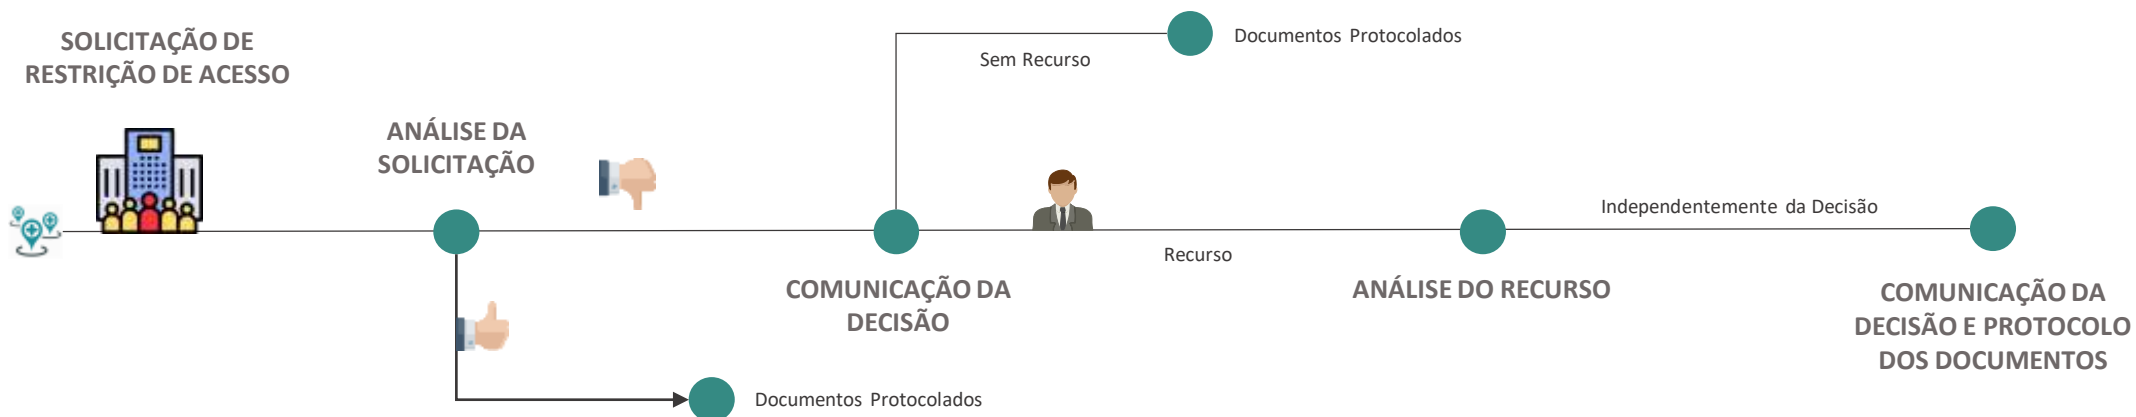 SOLICITAÇÃO DE
RESTRIÇÃO DE ACESSO
ANÁLISE DA
SOLICITAÇÃO
Sem Recurso
Documentos Protocolados
Documentos Protocolados
COMUNICAÇÃO DA
DECISÃO
Recurso
ANÁLISE DO RECURSO
Independentemente da Decisão
COMUNICAÇÃO DA
DECISÃO E PROTOCOLO
DOS DOCUMENTOS